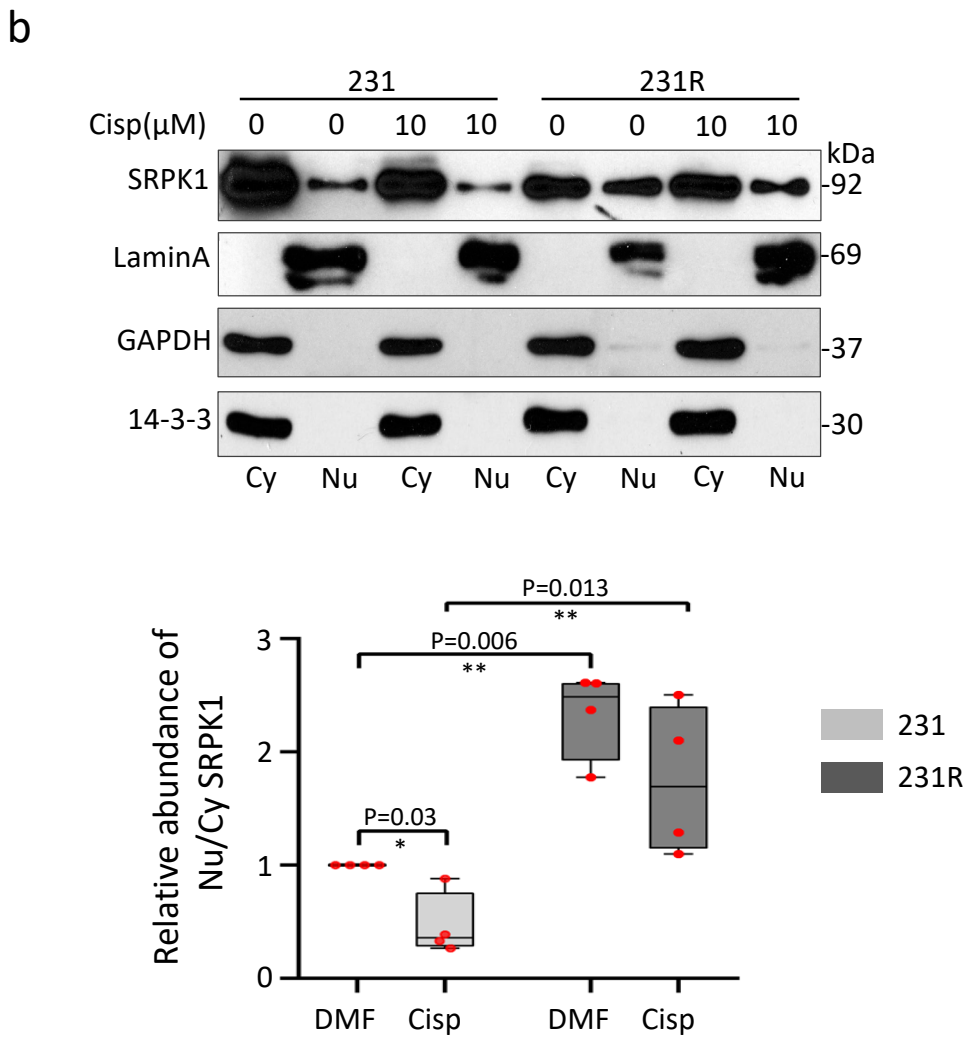 b
231 231R
Cisp(μM) 0 0 10 10 0 0 10 10 kDa
SRPK1 -92
LaminA -69
GAPDH -37
14-3-3 -30
Cy Nu Cy Nu Cy Nu Cy Nu
P=0.013
**
P=0.006
**
P=0.03
*
Relative abundance of
Nu/Cy SRPK1
3
2
1
0
DMF Cisp DMF Cisp
231
231R